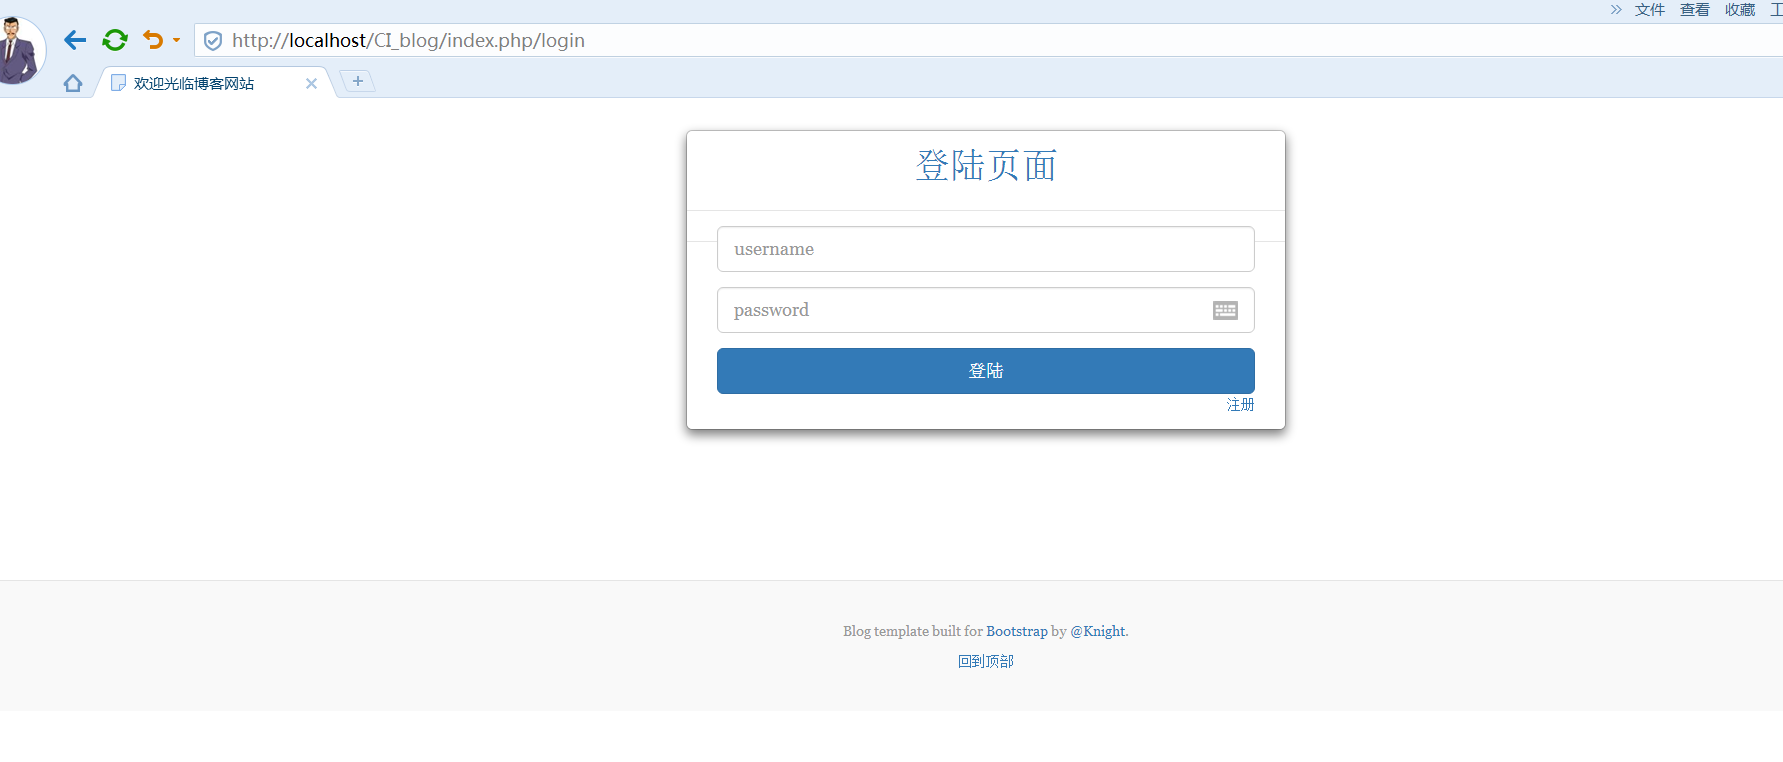 文件 查看 收藏
http://localhost/CI_blog/index.php/login
欢迎光临博客网站
登陆页面
username
password
登陆
注册
Blog template built for Bootstrap by @Knight.
回到顶部